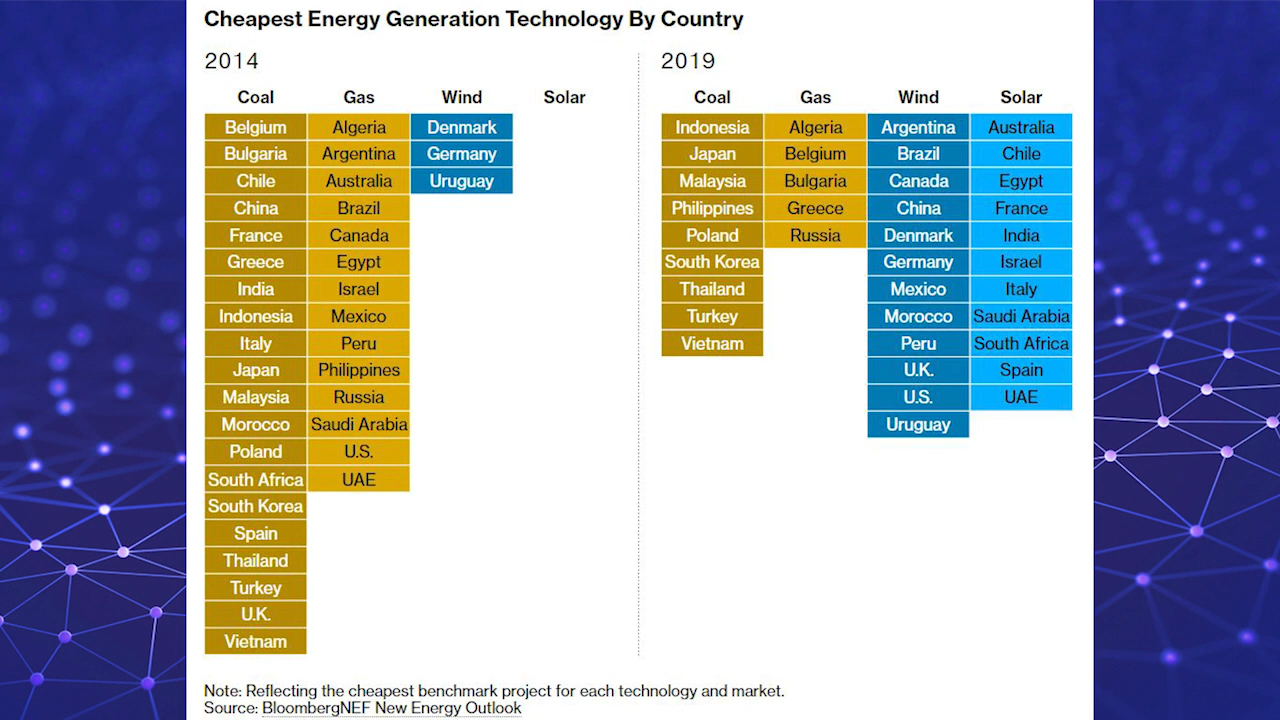 Cheapest Energy Generation Technology By Country
2014
Coal Gas Wind Solar
Belgium Algeria Denmark
Bulgaria Argentina Germany
Chile Australia Uruguay
China Brazil
France Canada
Greece Egypt
India Israel
Indonesia Mexico
Italy Peru
Japan Philippines
Malaysia Russia
Morocco Saudi Arabia
Poland U.S.
South Africa UAE
South Korea
Spain
Thailand
Turkey
U.K.
Vietnam
2019
Coal Gas Wind Solar
Indonesia Algeria Argentina Australia
Japan Belgium Brazil Chile
Malaysia Bulgaria Canada Egypt
Philippines Greece China France
Poland Russia Denmark India
South Korea Germany Israel
Thailand Mexico Italy
Turkey Morocco Saudi Arabia
Vietnam Peru South Africa
U.K. Spain
U.S. UAE
Uruguay
Note: Reflecting the cheapest benchmark project for each technology and market.
Source: BloombergNEF New Energy Outlook